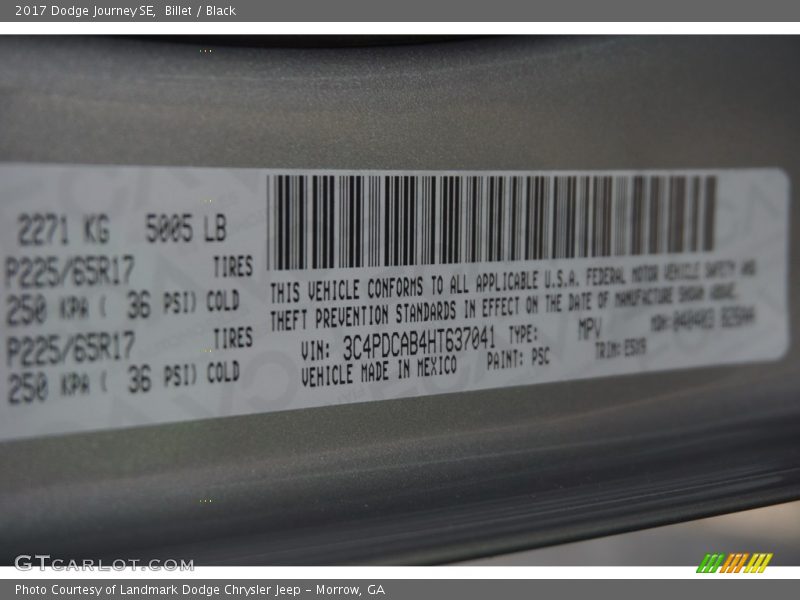 2017 Dodge Journey SE, Billet / Black
2271 KG 5005 LB
P225/65R17 TIRES
250 KPA ( 36 PSI) COLD
P225/65R17 TIRES
250 KPA ( 36 PSI) COLD
THIS VEHICLE CONFORMS TO ALL APPLICABLE U.S.A. FEDERAL MOTOR VEHICLE SAFETY AND
THEFT PREVENTION STANDARDS IN EFFECT ON THE DATE OF MANUFACTURE SHOWN ABOVE.
VIN: 3C4PDCAB4HT637041 TYPE: MPV
VEHICLE MADE IN MEXICO PAINT: PSC TRIM:
GTCARLOT.COM
Photo Courtesy of Landmark Dodge Chrysler Jeep - Morrow, GA